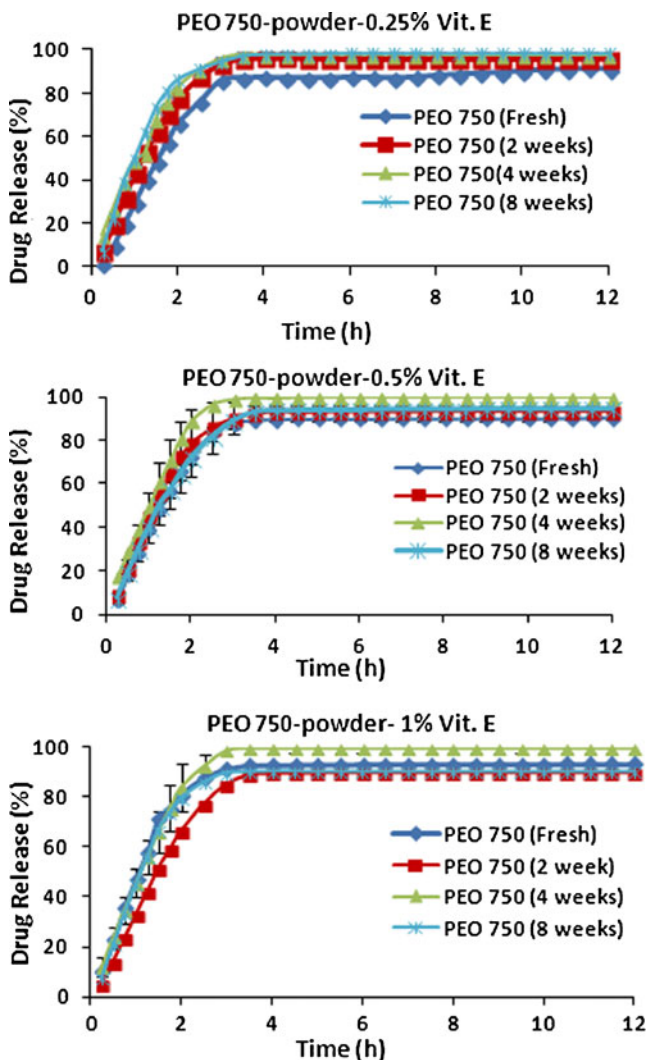 PEO 750-powder-0.25% Vit. E
Drug Release (%)
100
80
60
40
20
0
PEO 750 (Fresh)
PEO 750 (2 weeks)
PEO 750(4 weeks)
PEO 750 (8 weeks)
0 2 4 6 8 10 12
Time (h)
PEO 750-powder-0.5% Vit. E
Drug Release (%)
100
80
60
40
20
0
PEO 750 (Fresh)
PEO 750 (2 weeks)
PEO 750 (4 weeks)
PEO 750 (8 weeks)
0 2 4 6 8 10 12
Time (h)
PEO 750-powder- 1% Vit. E
Drug Release (%)
100
80
60
40
20
0
PEO 750 (Fresh)
PEO 750 (2 week)
PEO 750 (4 weeks)
PEO 750 (8 weeks)
0 2 4 6 8 10 12
Time (h)